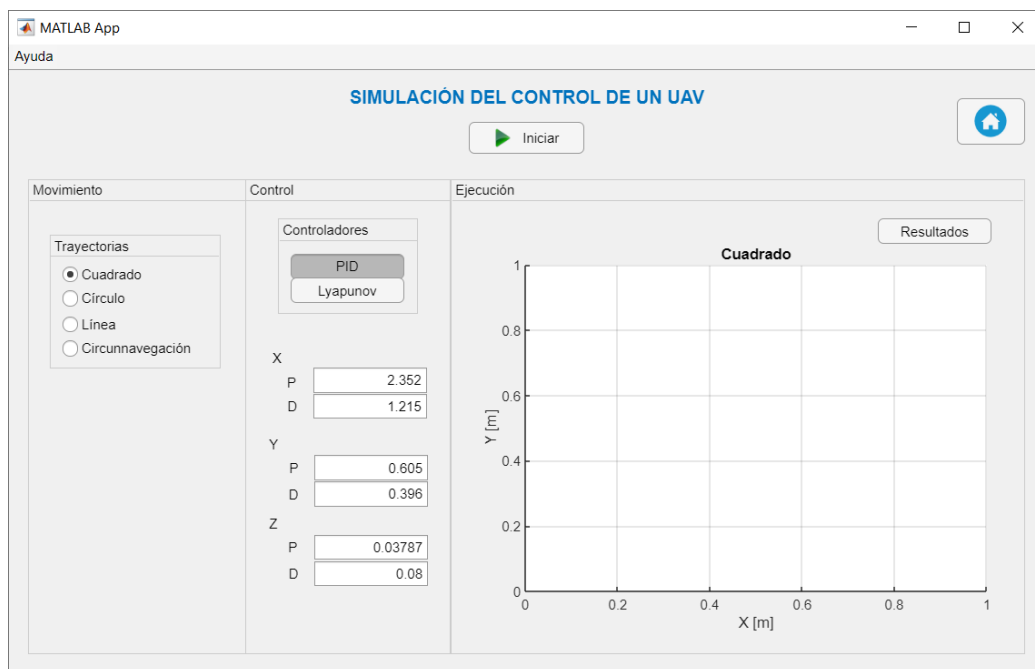 MATLAB App
Ayuda
SIMULACIÓN DEL CONTROL DE UN UAV
Iniciar
Movimiento
Trayectorias
Cuadrado
Círculo
Línea
Circunnavegación
Control
Controladores
PID
Lyapunov
X
P 2.352
D 1.215
Y
P 0.605
D 0.396
Z
P 0.03787
D 0.08
Ejecución
Resultados
Cuadrado
1
0.8
0.6
0.4
0.2
0
Y [m]
0 0.2 0.4 0.6 0.8 1
X [m]